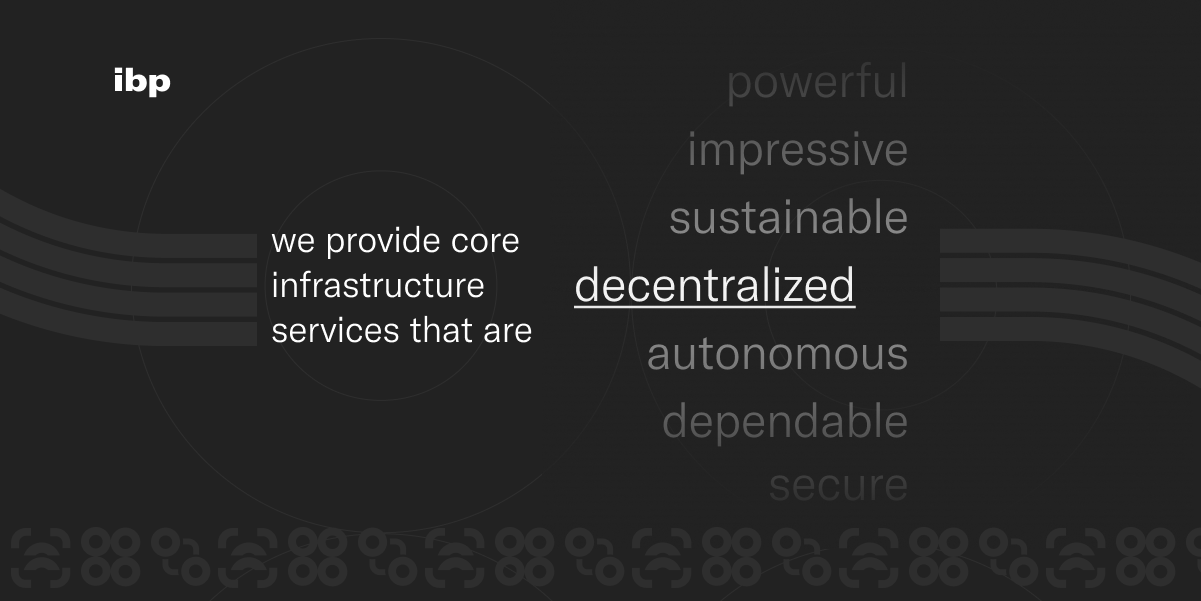 ibp
we provide core
infrastructure
services that are
powerful
impressive
sustainable
decentralized
autonomous
dependable
secure